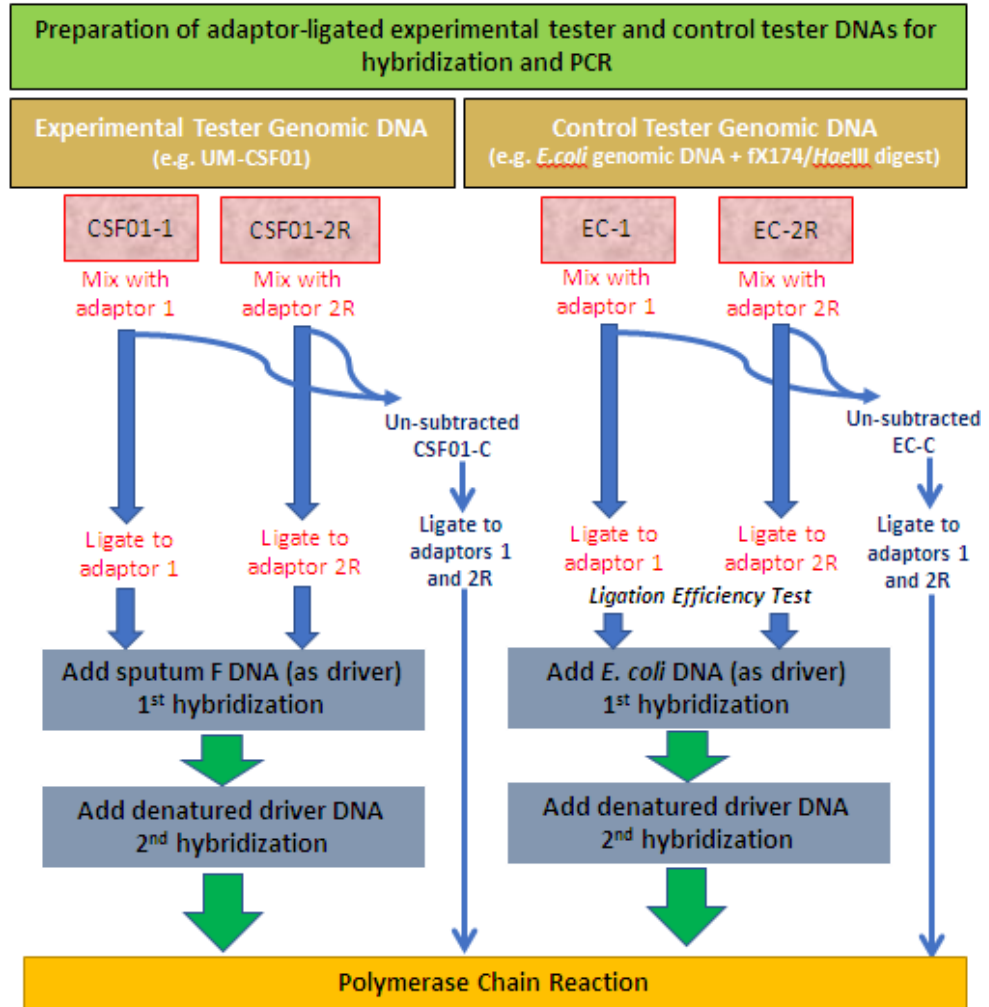 Preparation of adaptor-ligated experimental tester and control tester DNAs for
hybridization and PCR
Experimental Tester Genomic DNA
(e.g. UM-CSF01)
Control Tester Genomic DNA
(e.g. E.coli genomic DNA + fX174/HaeIII digest)
CSF01-1
CSF01-2R
EC-1
EC-2R
Mix with
adaptor 1
Mix with
adaptor 2R
Mix with
adaptor 1
Mix with
adaptor 2R
Un-subtracted
CSF01-C
Un-subtracted
EC-C
Ligate to
adaptor 1
Ligate to
adaptor 2R
Ligate to
adaptors 1
and 2R
Ligate to
adaptor 1
Ligate to
adaptor 2R
Ligate to
adaptors 1
and 2R
Ligation Efficiency Test
Add sputum F DNA (as driver)
1st hybridization
Add E. coli DNA (as driver)
1st hybridization
Add denatured driver DNA
2nd hybridization
Add denatured driver DNA
2nd hybridization
Polymerase Chain Reaction